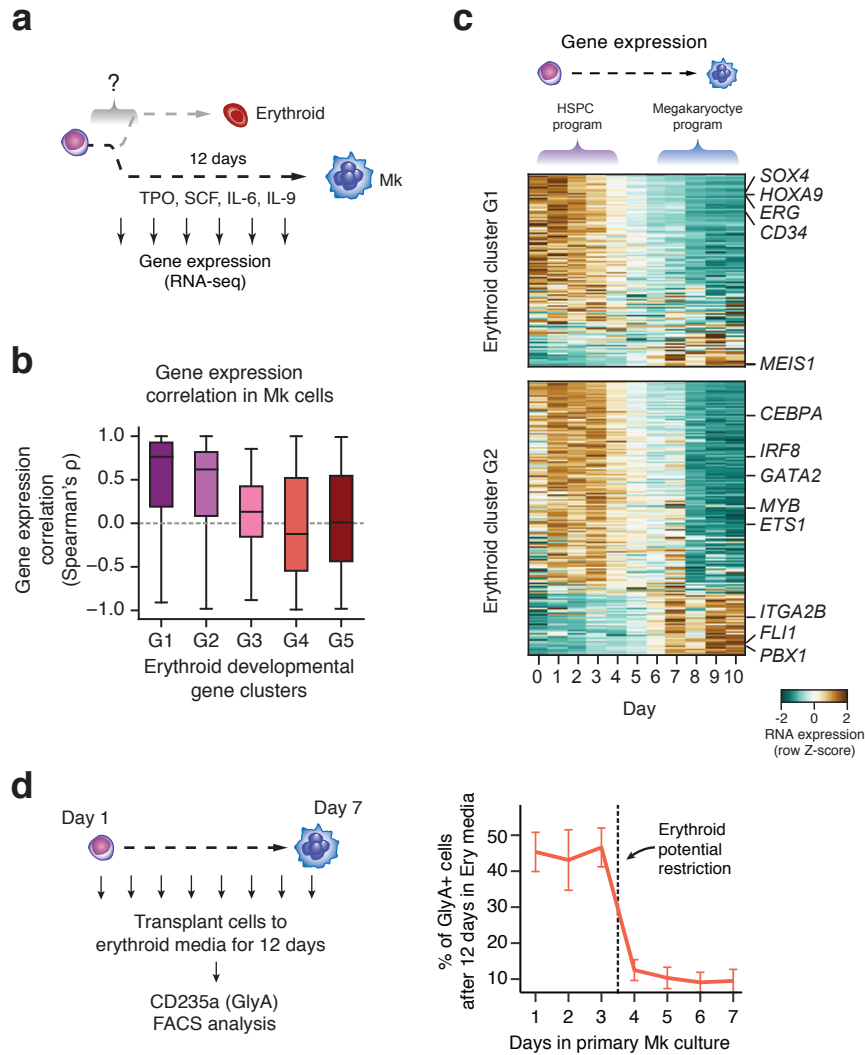 a
?
Erythroid
12 days
Mk
TPO, SCF, IL-6, IL-9
Gene expression
(RNA-seq)
b
Gene expression
correlation in Mk cells
Gene expression
correlation
(Spearman's ρ)
1.0
0.5
0.0
−0.5
−1.0
G1 G2 G3 G4 G5
Erythroid developmental
gene clusters
c
Gene expression
HSPC
program
Megakaryoctye
program
Erythroid cluster G1
SOX4
HOXA9
ERG
CD34
MEIS1
Erythroid cluster G2
CEBPA
IRF8
GATA2
MYB
ETS1
ITGA2B
FLI1
PBX1
0 1 2 3 4 5 6 7 8 9 10
Day
-2 0 2
RNA expression
(row Z-score)
d
Day 1
Day 7
Transplant cells to
erythroid media for 12 days
CD235a (GlyA)
FACS analysis
% of GlyA+ cells
after 12 days in Ery media
50
40
30
20
10
Erythroid
potential
restriction
1 2 3 4 5 6 7
Days in primary Mk culture